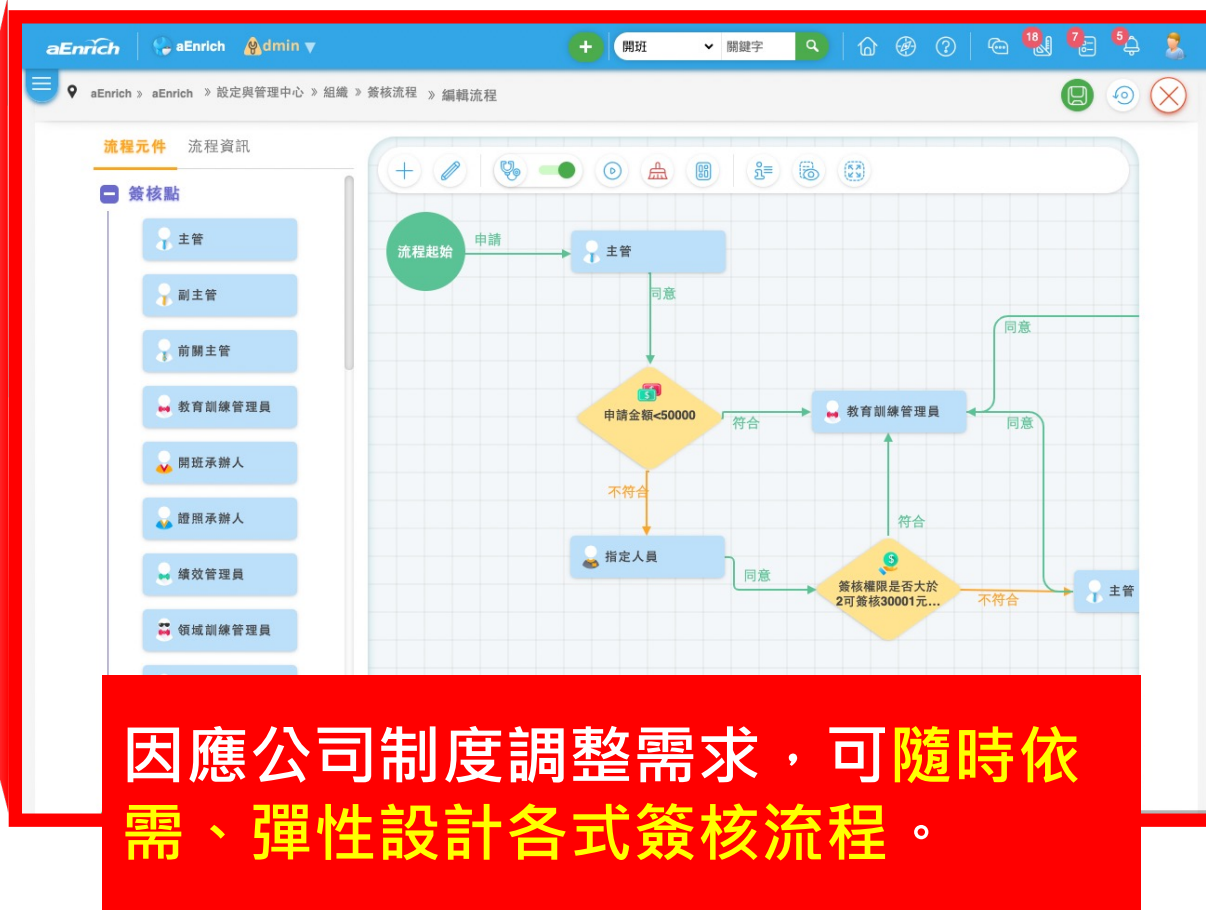 aEnrich
aEnrich
Admin
開班
關鍵字
18
7
5
aEnrich » aEnrich » 設定與管理中心 » 組織 » 簽核流程 » 編輯流程
流程元件
流程資訊
簽核點
主管
副主管
前關主管
教育訓練管理員
開班承辦人
證照承辦人
績效管理員
領域訓練管理員
流程起始
申請
主管
同意
申請金額<50000
符合
教育訓練管理員
同意
同意
不符合
指定人員
同意
符合
簽核權限是否大於
2可簽核30001元...
不符合
主管
因應公司制度調整需求，可隨時依
需、彈性設計各式簽核流程。